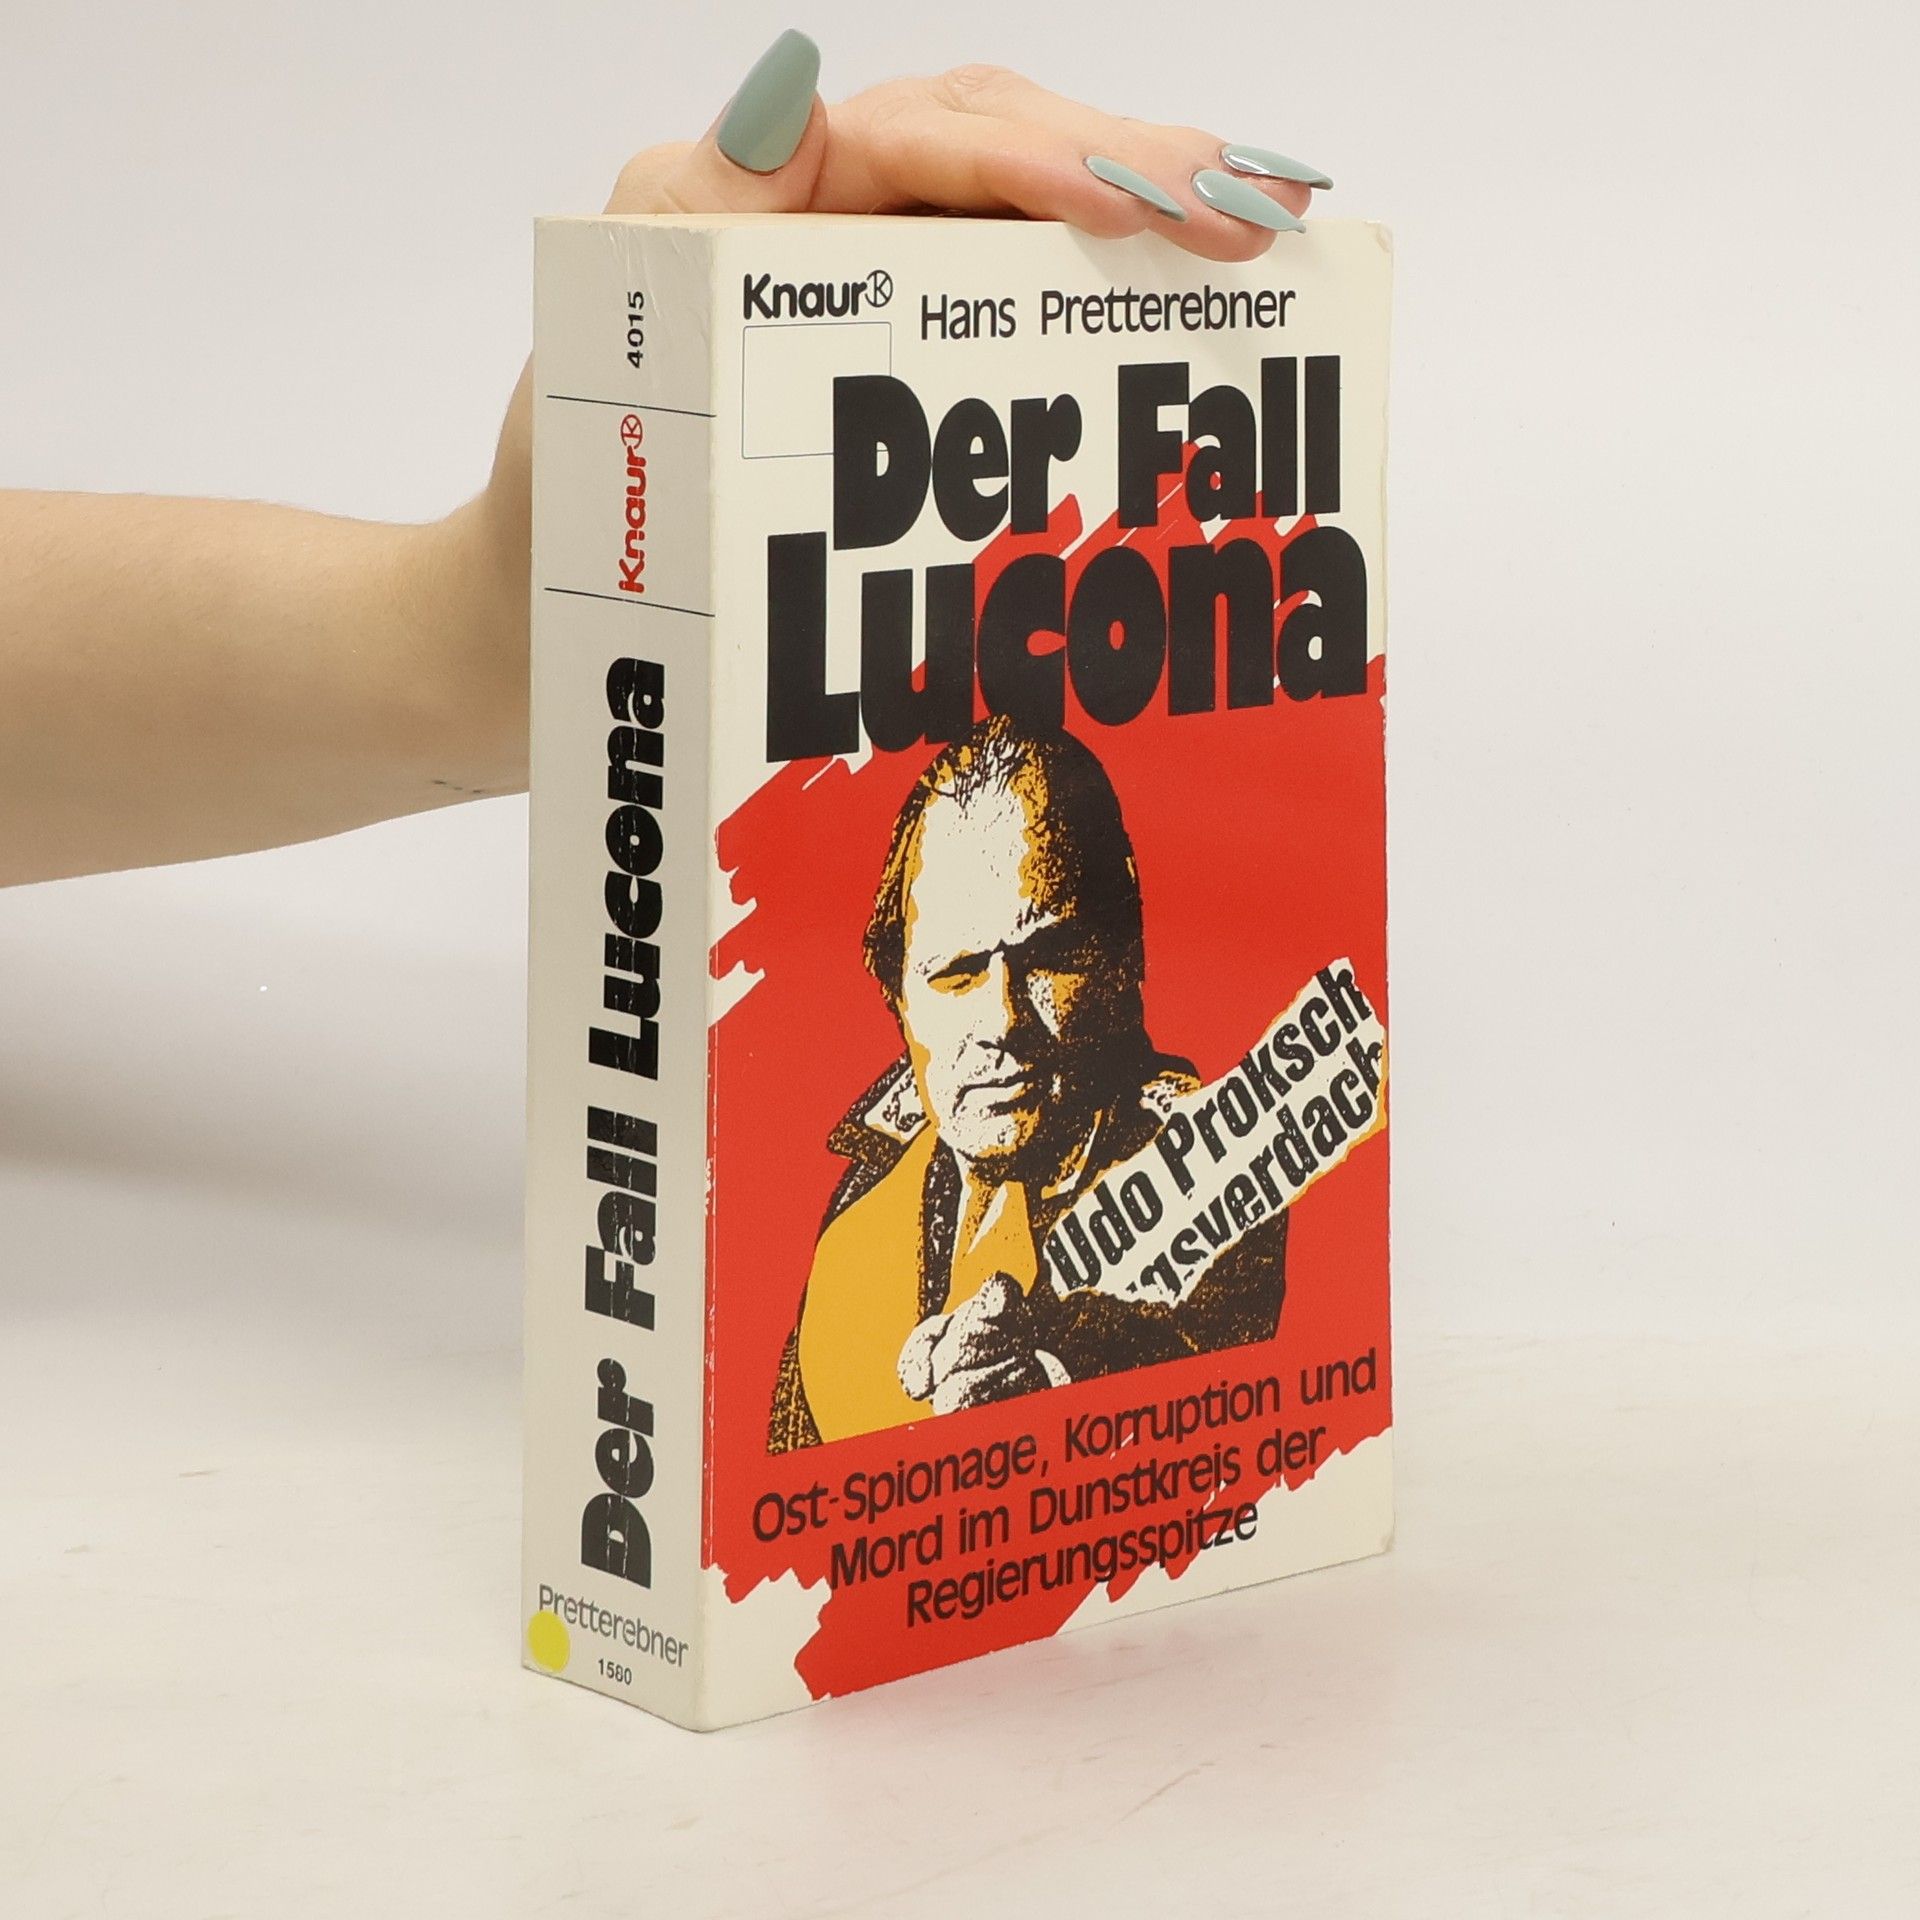 4015
Knaur
Der Fall Lucona
Pretterebner
1580
Knaur
Hans Pretterebner
Der Fall
Lucona
Udo Proksch
gsverdach
Ost-Spionage, Korruption und
Mord im Dunstkreis der
Regierungsspitze